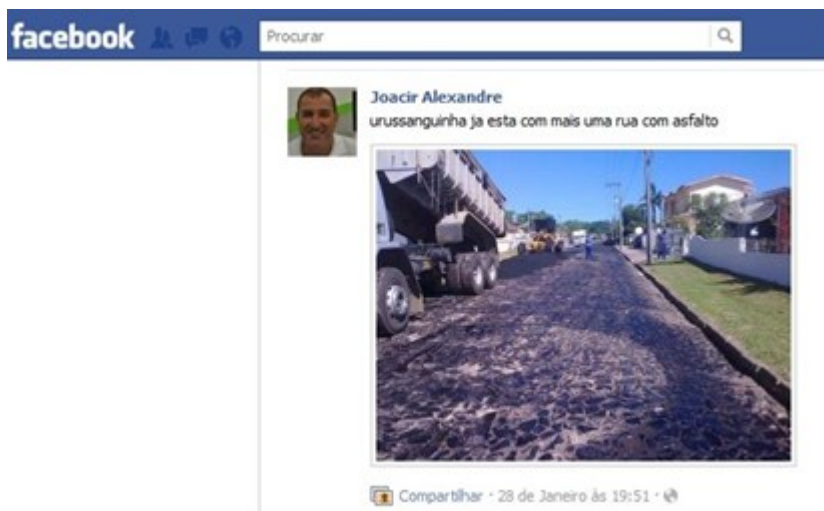 facebook
Procurar
Joacir Alexandre
urussanguinha ja esta com mais uma rua com asfalto
Compartilhar · 28 de Janeiro às 19:51 ·